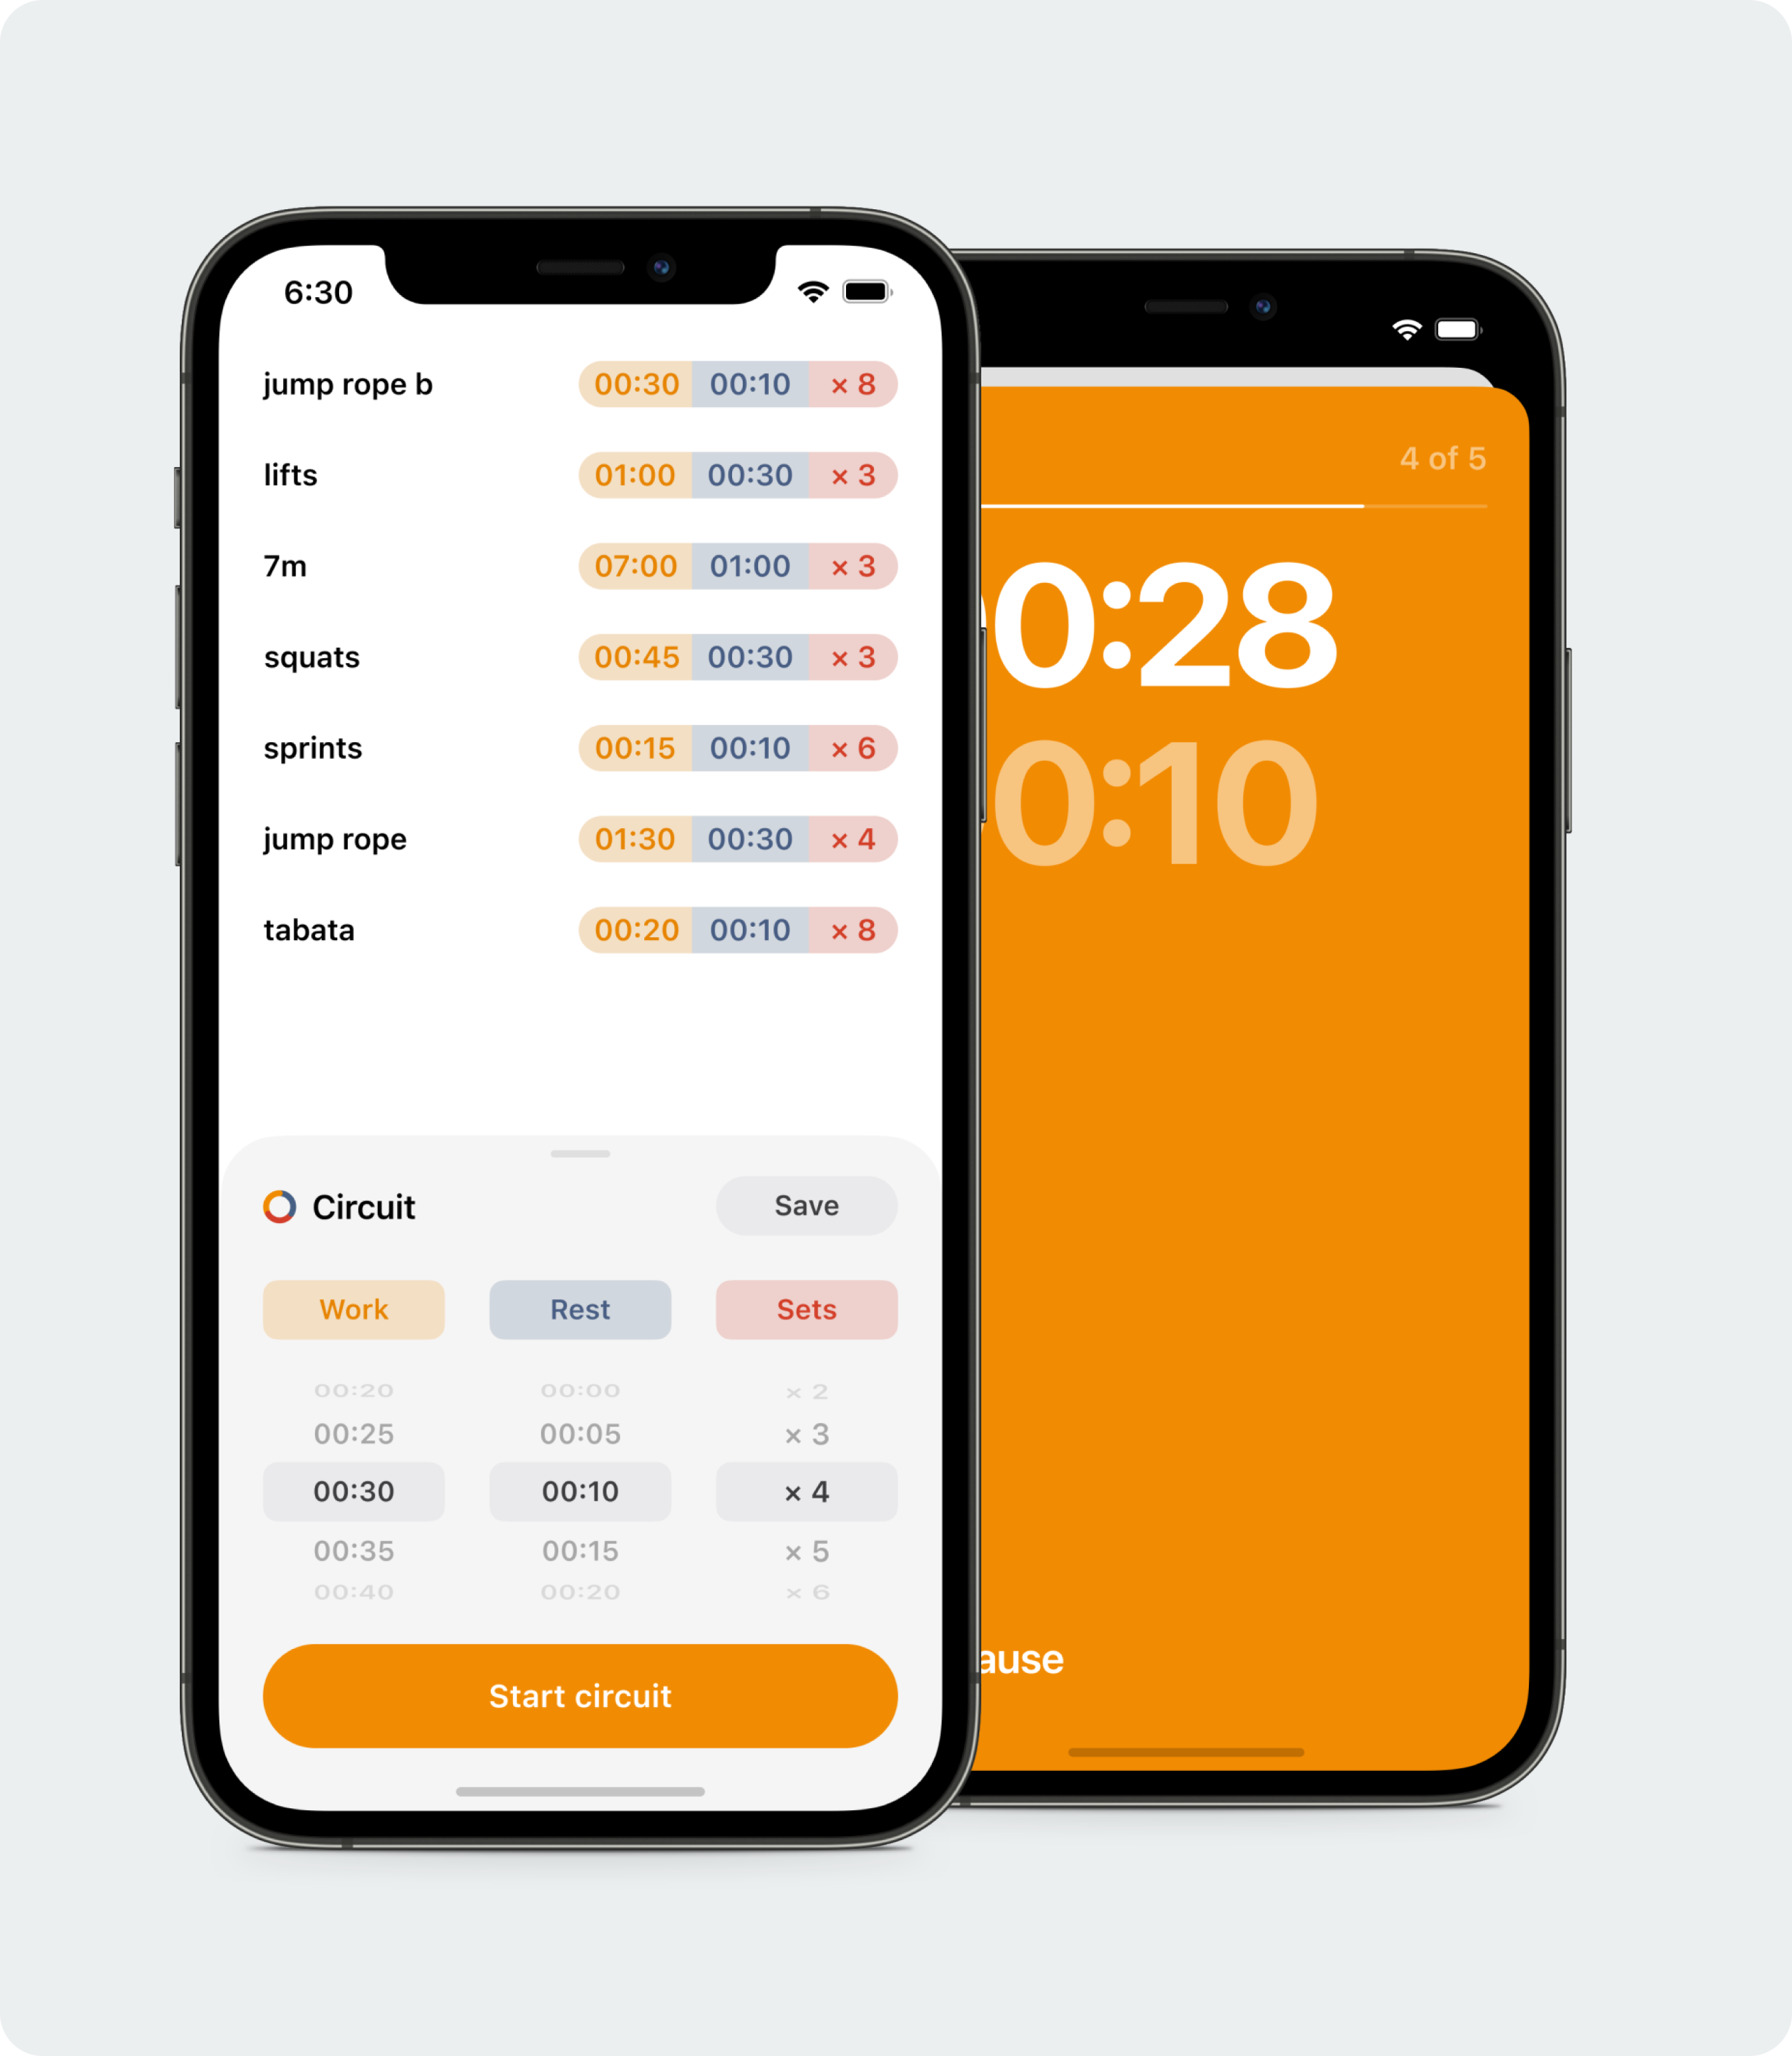 6:30
jump rope b 00:30 00:10 × 8
lifts 01:00 00:30 × 3
7m 07:00 01:00 × 3
squats 00:45 00:30 × 3
sprints 00:15 00:10 × 6
jump rope 01:30 00:30 × 4
tabata 00:20 00:10 × 8
Circuit Save
Work Rest Sets
00:20 00:00 × 2
00:25 00:05 × 3
00:30 00:10 × 4
00:35 00:15 × 5
00:40 00:20 × 6
Start circuit
4 of 5
0:28
0:10
ause